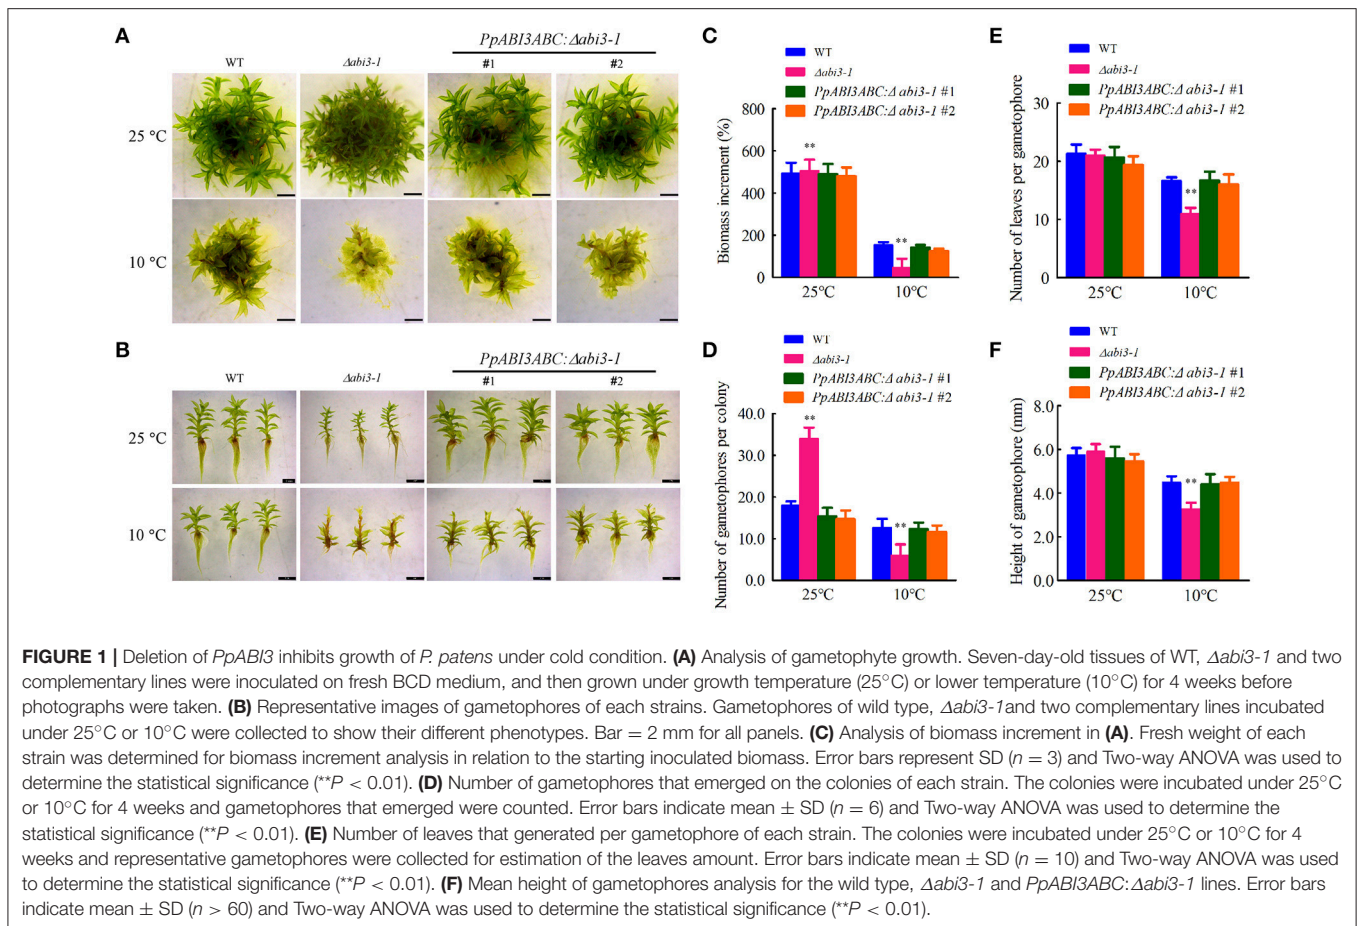 A
PpABI3ABC:Δabi3-1
WT
Δabi3-1
#1
#2
25 °C
10 °C
B
PpABI3ABC:Δabi3-1
WT
Δabi3-1
#1
#2
25 °C
10 °C
C
WT
Δabi3-1
PpABI3ABC:Δ abi3-1 #1
PpABI3ABC:Δ abi3-1 #2
Biomass increment (%)
800
600
400
200
0
**
**
25°C
10°C
D
WT
Δabi3-1
PpABI3ABC:Δ abi3-1 #1
PpABI3ABC:Δ abi3-1 #2
Number of gametophores per colony
40.0
30.0
20.0
10.0
0.0
**
**
25°C
10°C
E
WT
Δabi3-1
PpABI3ABC:Δ abi3-1 #1
PpABI3ABC:Δ abi3-1 #2
Number of leaves per gametophore
30
20
10
0
**
25°C
10°C
F
WT
Δabi3-1
PpABI3ABC:Δ abi3-1 #1
PpABI3ABC:Δ abi3-1 #2
Height of gametophore (mm)
8.0
6.0
4.0
2.0
0.0
**
25°C
10°C
FIGURE 1 | Deletion of PpABI3 inhibits growth of P. patens under cold condition. (A) Analysis of gametophyte growth. Seven-day-old tissues of WT, Δabi3-1 and two
complementary lines were inoculated on fresh BCD medium, and then grown under growth temperature (25°C) or lower temperature (10°C) for 4 weeks before
photographs were taken. (B) Representative images of gametophores of each strains. Gametophores of wild type, Δabi3-1and two complementary lines incubated
under 25°C or 10°C were collected to show their different phenotypes. Bar = 2 mm for all panels. (C) Analysis of biomass increment in (A). Fresh weight of each
strain was determined for biomass increment analysis in relation to the starting inoculated biomass. Error bars represent SD (n = 3) and Two-way ANOVA was used to
determine the statistical significance (**P < 0.01). (D) Number of gametophores that emerged on the colonies of each strain. The colonies were incubated under 25°C
or 10°C for 4 weeks and gametophores that emerged were counted. Error bars indicate mean ± SD (n = 6) and Two-way ANOVA was used to determine the
statistical significance (**P < 0.01). (E) Number of leaves that generated per gametophore of each strain. The colonies were incubated under 25°C or 10°C for 4
weeks and representative gametophores were collected for estimation of the leaves amount. Error bars indicate mean ± SD (n = 10) and Two-way ANOVA was used
to determine the statistical significance (**P < 0.01). (F) Mean height of gametophores analysis for the wild type, Δabi3-1 and PpABI3ABC:Δabi3-1 lines. Error bars
indicate mean ± SD (n > 60) and Two-way ANOVA was used to determine the statistical significance (**P < 0.01).